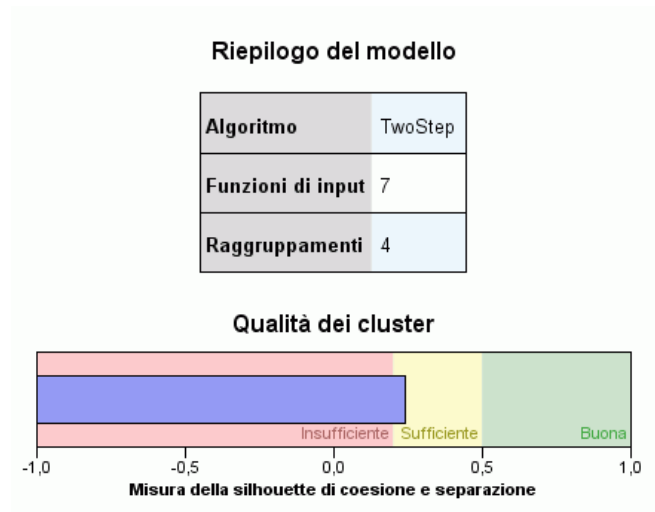 Riepilogo del modello
Algoritmo TwoStep
Funzioni di input 7
Raggruppamenti 4
Qualità dei cluster
Insufficiente Sufficiente Buona
-1,0 -0,5 0,0 0,5 1,0
Misura della silhouette di coesione e separazione